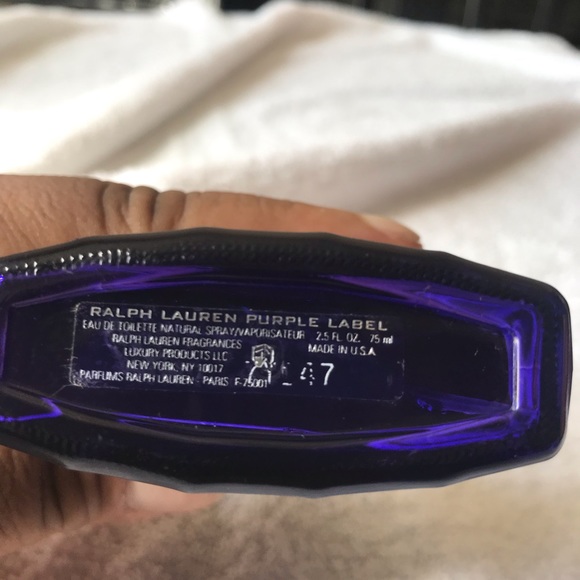 RALPH LAUREN PURPLE LABEL
EAU DE TOILETTE NATURAL SPRAY/VAPORISATEUR 2.5 FL OZ. 75 ml
RALPH LAUREN FRAGRANCES MADE IN U.S.A
LUXURY PRODUCTS LLC
NEW YORK, NY 10017
PARFUMS RALPH LAUREN - PARIS F-75001
47